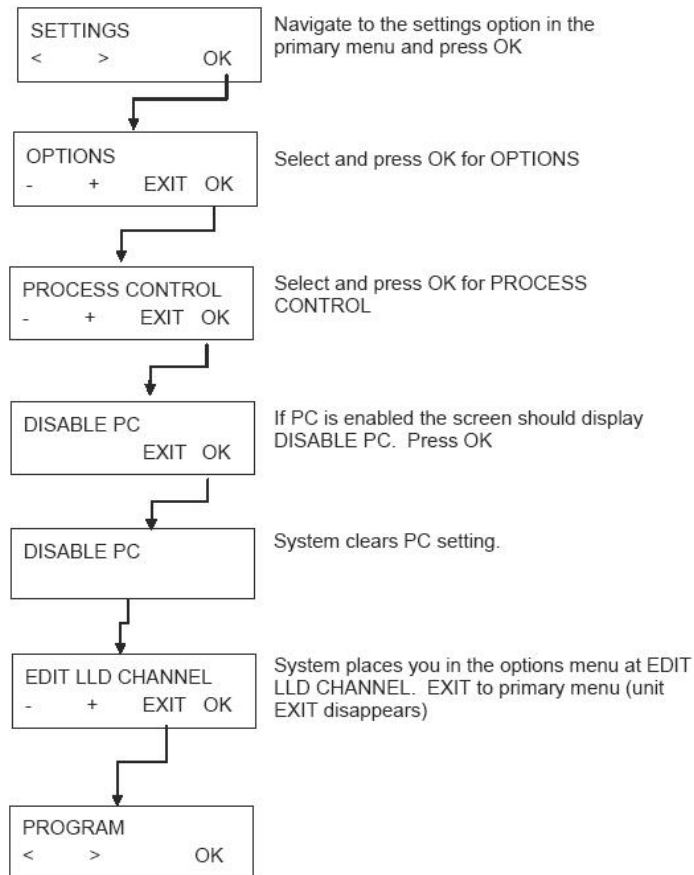 SETTINGS
< > OK
Navigate to the settings option in the
primary menu and press OK
OPTIONS
- + EXIT OK
Select and press OK for OPTIONS
PROCESS CONTROL
- + EXIT OK
Select and press OK for PROCESS
CONTROL
DISABLE PC
EXIT OK
If PC is enabled the screen should display
DISABLE PC. Press OK
DISABLE PC
System clears PC setting.
EDIT LLD CHANNEL
- + EXIT OK
System places you in the options menu at EDIT
LLD CHANNEL. EXIT to primary menu (unit
EXIT disappears)
PROGRAM
< > OK